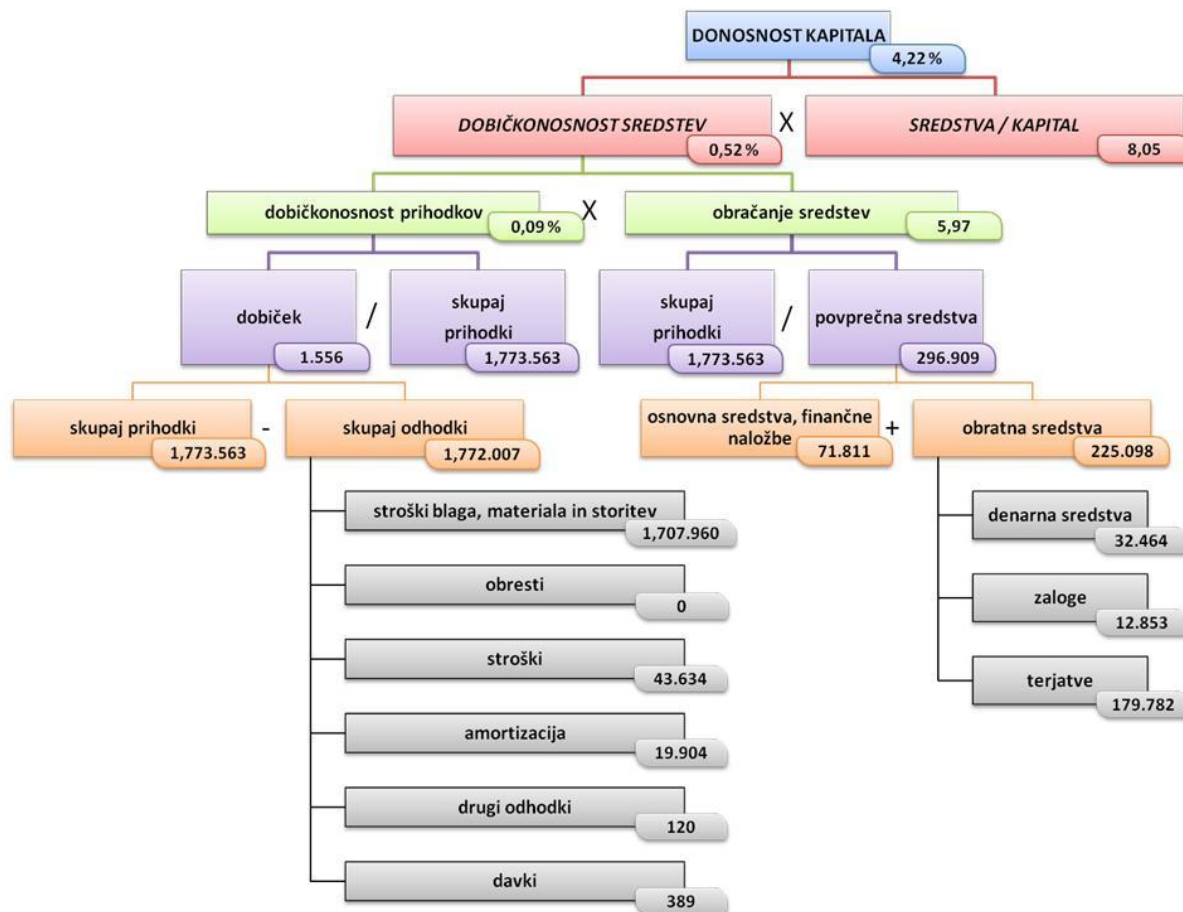 DONOSNOST KAPITALA
4,22 %
DOBIČKONOSNOST SREDSTEV
0,52 %
X
SREDSTVA / KAPITAL
8,05
dobičkonosnost prihodkov
0,09 %
X
obračanje sredstev
5,97
dobiček
1.556
/
skupaj
prihodki
1,773.563
skupaj
prihodki
1,773.563
/
povprečna sredstva
296.909
skupaj prihodki
1,773.563
-
skupaj odhodki
1,772.007
osnovna sredstva, finančne
naložbe
71.811
+
obratna sredstva
225.098
stroški blaga, materiala in storitev
1,707.960
obresti
0
stroški
43.634
amortizacija
19.904
drugi odhodki
120
davki
389
denarna sredstva
32.464
zaloge
12.853
terjatve
179.782